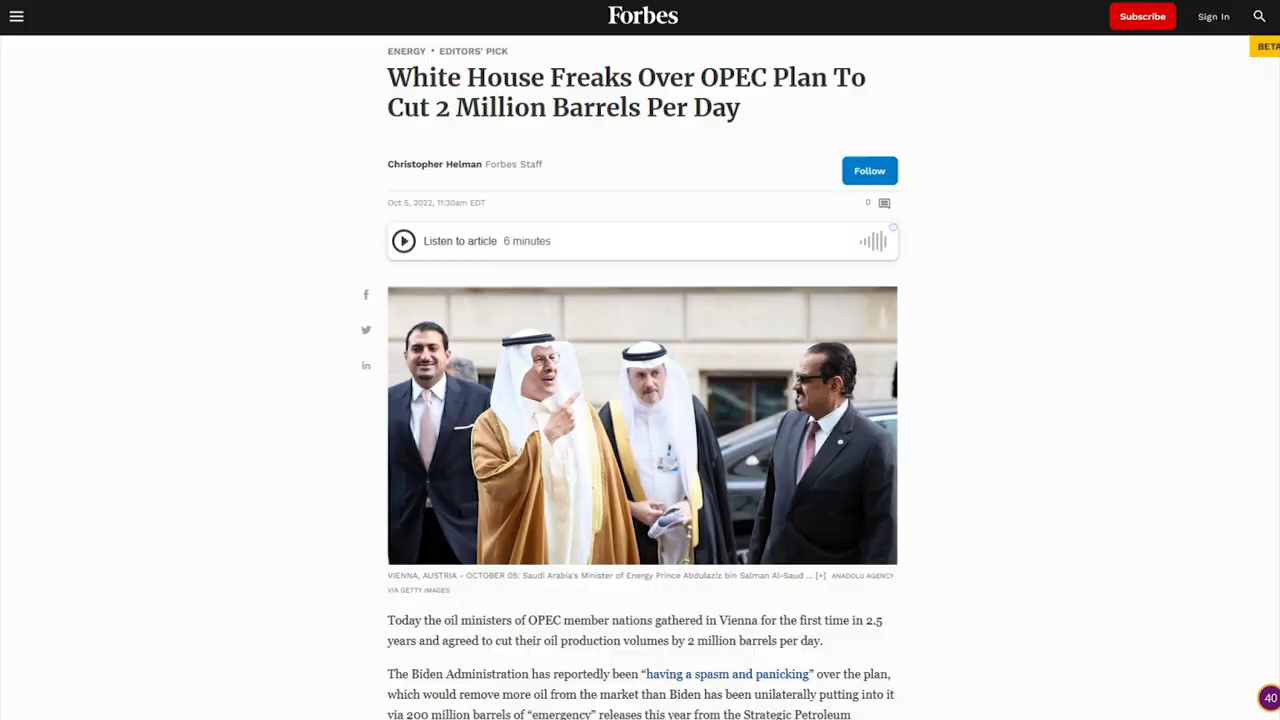 Forbes
Subscribe
Sign In
BETA
ENERGY • EDITORS' PICK
White House Freaks Over OPEC Plan To
Cut 2 Million Barrels Per Day
Christopher Helman Forbes Staff
Follow
Oct 5, 2022, 11:30am EDT
0
Listen to article 6 minutes
VIENNA, AUSTRIA - OCTOBER 05: Saudi Arabia's Minister of Energy Prince Abdulaziz bin Salman Al-Saud ... [+] ANADOLU AGENCY
VIA GETTY IMAGES
Today the oil ministers of OPEC member nations gathered in Vienna for the first time in 2.5
years and agreed to cut their oil production volumes by 2 million barrels per day.
The Biden Administration has reportedly been “having a spasm and panicking” over the plan,
which would remove more oil from the market than Biden has been unilaterally putting into it
via 200 million barrels of “emergency” releases this year from the Strategic Petroleum
40